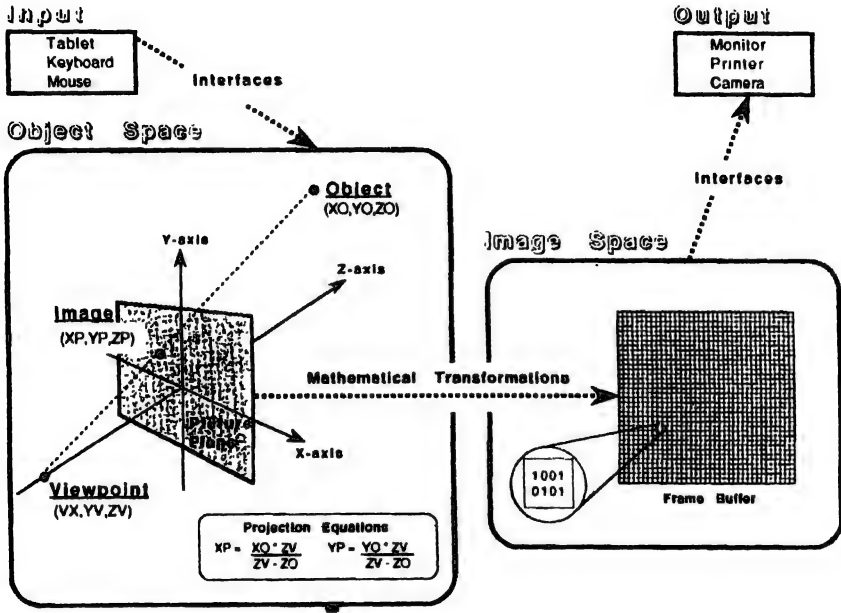 Input
Tablet
Keyboard
Mouse
Interfaces
Object Space
Object
(XO,YO,ZO)
Y-axis
Z-axis
Image
(XP,YP,ZP)
Picture
Plane
X-axis
Viewpoint
(VX,YV,ZV)
Projection Equations
XP = XO * ZV / ZV - ZO YP = YO * ZV / ZV - ZO
Mathematical Transformations
Output
Monitor
Printer
Camera
Interfaces
Image Space
1001
0101
Frame Buffer